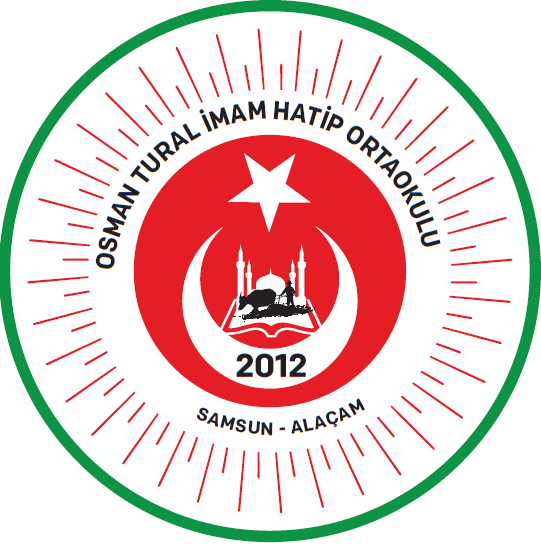 OSMAN TURAL İMAM HATİP ORTAOKULU
2012
SAMSUN - ALAÇAM